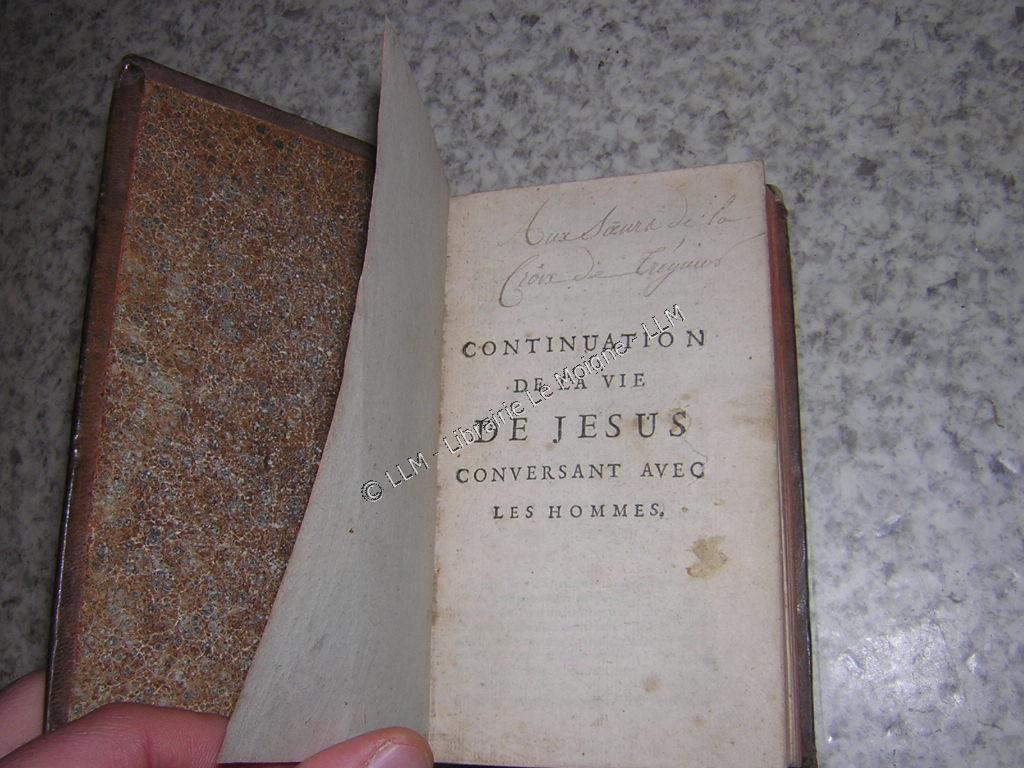 Aux Sœurs de la
Croix de Tréguier
CONTINUATION
DE LA VIE
DE JESUS
CONVERSANT AVEC
LES HOMMES.
© LLM - Librairie Le Moigne - LLM